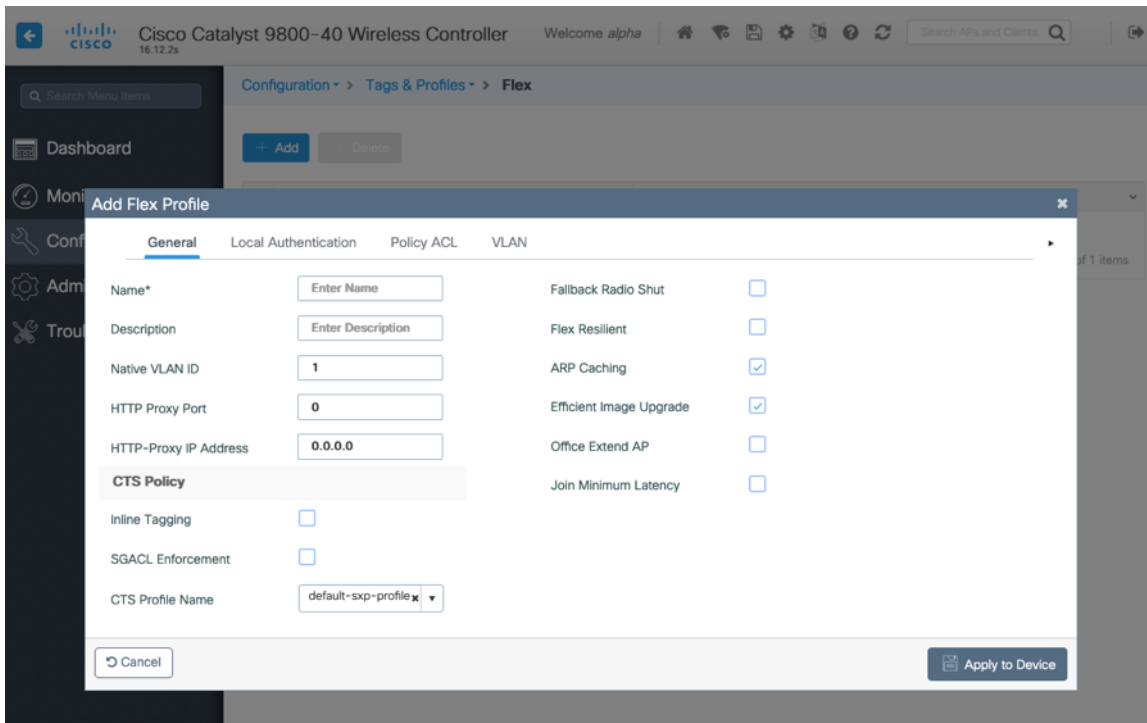 cisco
Cisco Catalyst 9800-40 Wireless Controller
16.12.2s
Welcome alpha
Search APs and Clients
Search Menu Items
Configuration > Tags & Profiles > Flex
Dashboard
+ Add
× Delete
Moni
Conf
Admi
Troul
of 1 items
Add Flex Profile
General Local Authentication Policy ACL VLAN
Name* Enter Name
Fallback Radio Shut
Description Enter Description
Flex Resilient
Native VLAN ID 1
ARP Caching
HTTP Proxy Port 0
Efficient Image Upgrade
HTTP-Proxy IP Address 0.0.0.0
Office Extend AP
CTS Policy
Join Minimum Latency
Inline Tagging
SGACL Enforcement
CTS Profile Name default-sxp-profile
Cancel
Apply to Device